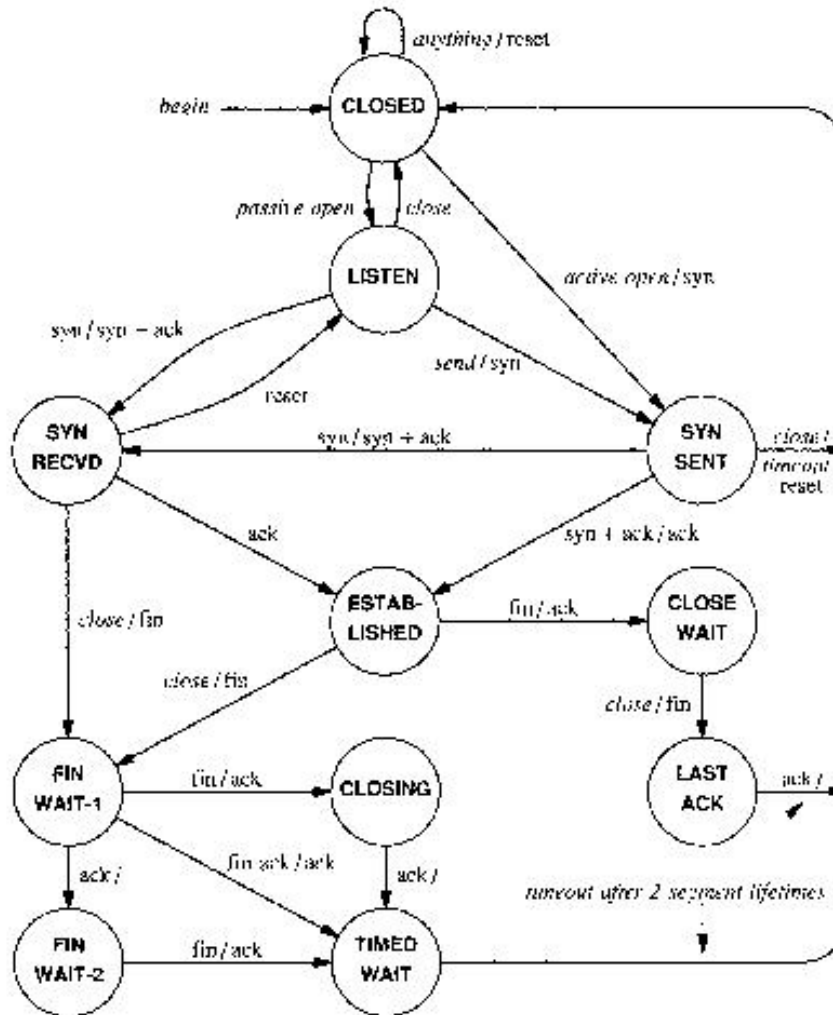 anything/reset
begin
CLOSED
passive open
close
LISTEN
active open/syn
syn/syn + ack
send/syn
reset
SYN
RECVD
syn/syn + ack
SYN
SENT
close/
timeout/
reset
ack
syn + ack/ack
close/fin
ESTAB-
LISHED
fin/ack
CLOSE
WAIT
close/fin
close/fin
FIN
WAIT-1
fin/ack
CLOSING
LAST
ACK
ack/
ack/
fin-ack/ack
ack/
timeout after 2 segment lifetimes
FIN
WAIT-2
fin/ack
TIMED
WAIT